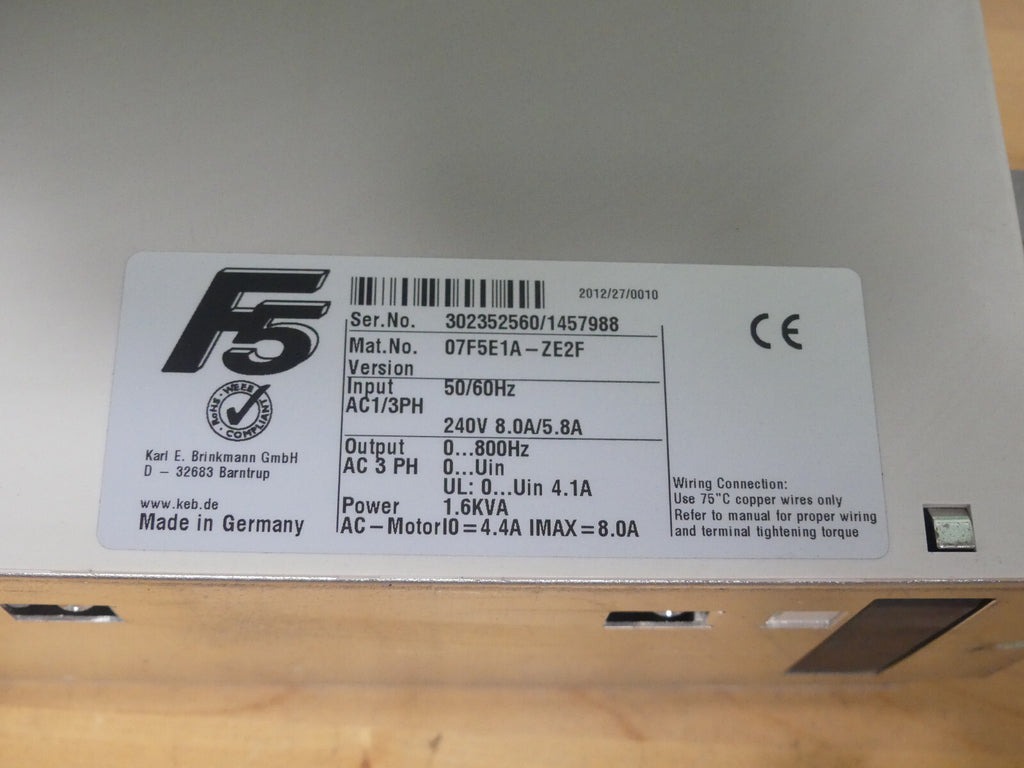 F5
2012/27/0010
Ser.No. 302352560/1457988
Mat.No. 07F5E1A-ZE2F
Version
Input 50/60Hz
AC1/3PH
240V 8.0A/5.8A
Output 0...800Hz
AC 3 PH 0...Uin
UL: 0...Uin 4.1A
Power 1.6KVA
AC-Motor I0=4.4A IMAX=8.0A
WEEE
RoHS
COMPLIANT
Karl E. Brinkmann GmbH
D - 32683 Barntrup
www.keb.de
Made in Germany
CE
Wiring Connection:
Use 75"C copper wires only
Refer to manual for proper wiring
and terminal tightening torque